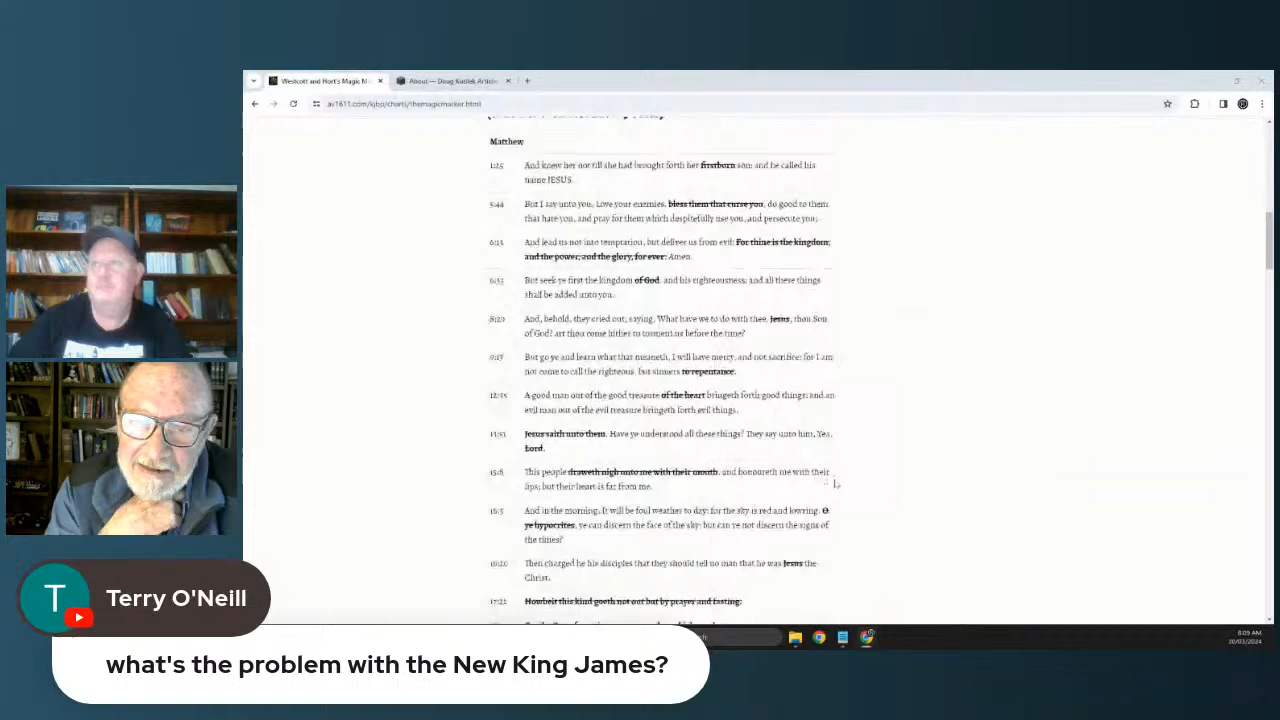 Westcott and Hort's Magic M
About — Doug Kutilek Article
av1611.com/kjbp/charts/themagicmarker.html
Matthew
1:25 And knew her not till she had brought forth her firstborn son: and he called his
name JESUS.
5:44 But I say unto you, Love your enemies, bless them that curse you, do good to them
that hate you, and pray for them which despitefully use you, and persecute you;
6:13 And lead us not into temptation, but deliver us from evil: For thine is the kingdom,
and the power, and the glory, for ever. Amen.
6:33 But seek ye first the kingdom of God, and his righteousness; and all these things
shall be added unto you.
8:29 And, behold, they cried out, saying, What have we to do with thee, Jesus, thou Son
of God? art thou come hither to torment us before the time?
9:13 But go ye and learn what that meaneth, I will have mercy, and not sacrifice: for I am
not come to call the righteous, but sinners to repentance.
12:35 A good man out of the good treasure of the heart bringeth forth good things: and an
evil man out of the evil treasure bringeth forth evil things.
13:51 Jesus saith unto them, Have ye understood all these things? They say unto him, Yea,
Lord.
15:8 This people draweth nigh unto me with their mouth, and honoureth me with their
lips; but their heart is far from me.
16:3 And in the morning, It will be foul weather to day: for the sky is red and lowring. O
ye hypocrites, ye can discern the face of the sky; but can ye not discern the signs of
the times?
16:20 Then charged he his disciples that they should tell no man that he was Jesus the
Christ.
17:21 Howbeit this kind goeth not out but by prayer and fasting.
8:09 AM
20/03/2024
T
Terry O'Neill
what's the problem with the New King James?